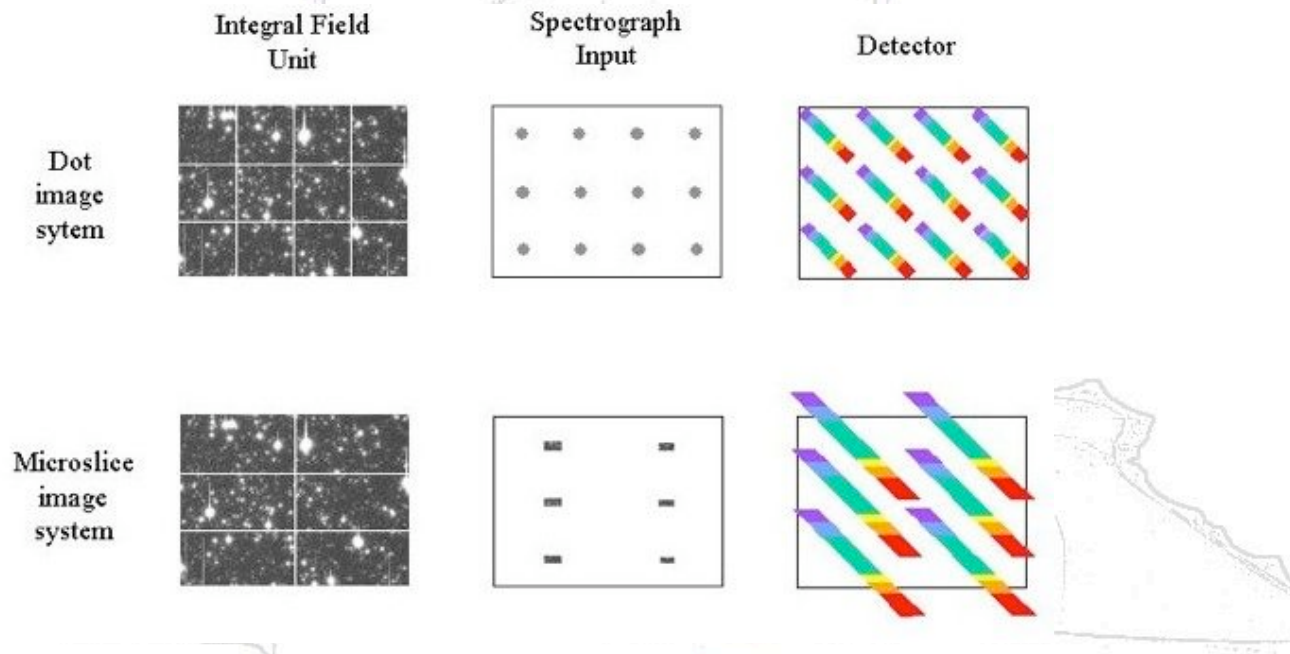 Integral Field
Unit
Spectrograph
Input
Detector
Dot
image
sytem
Microslice
image
system